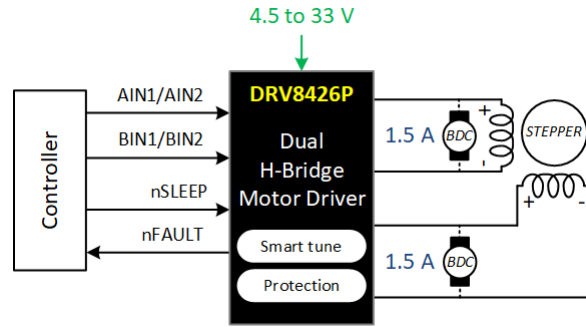 4.5 to 33 V
Controller
AIN1/AIN2
BIN1/BIN2
nSLEEP
nFAULT
DRV8426P
Dual
H-Bridge
Motor Driver
Smart tune
Protection
1.5 A
BDC
+
-
STEPPER
+
-
1.5 A
BDC